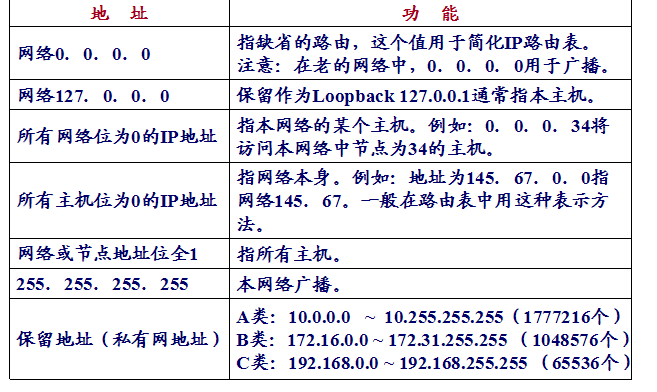 地 址
功 能
网络0．0．0．0
指缺省的路由，这个值用于简化IP路由表。
注意：在老的网络中，0．0．0．0用于广播。
网络127．0．0．0
保留作为Loopback 127.0.0.1通常指本主机。
所有网络位为0的IP地址
指本网络的某个主机。例如：0．0．0．34将
访问本网络中节点为34的主机。
所有主机位为0的IP地址
指网络本身。例如：地址为145．67．0．0指
网络145．67。一般在路由表中用这种表示方
法。
网络或节点地址位全1
指所有主机。
255．255．255．255
本网络广播。
保留地址（私有网地址）
A类：10.0.0.0 ~ 10.255.255.255（1777216个）
B类：172.16.0.0 ~ 172.31.255.255 （1048576个）
C类：192.168.0.0 ~ 192.168.255.255 （65536个）